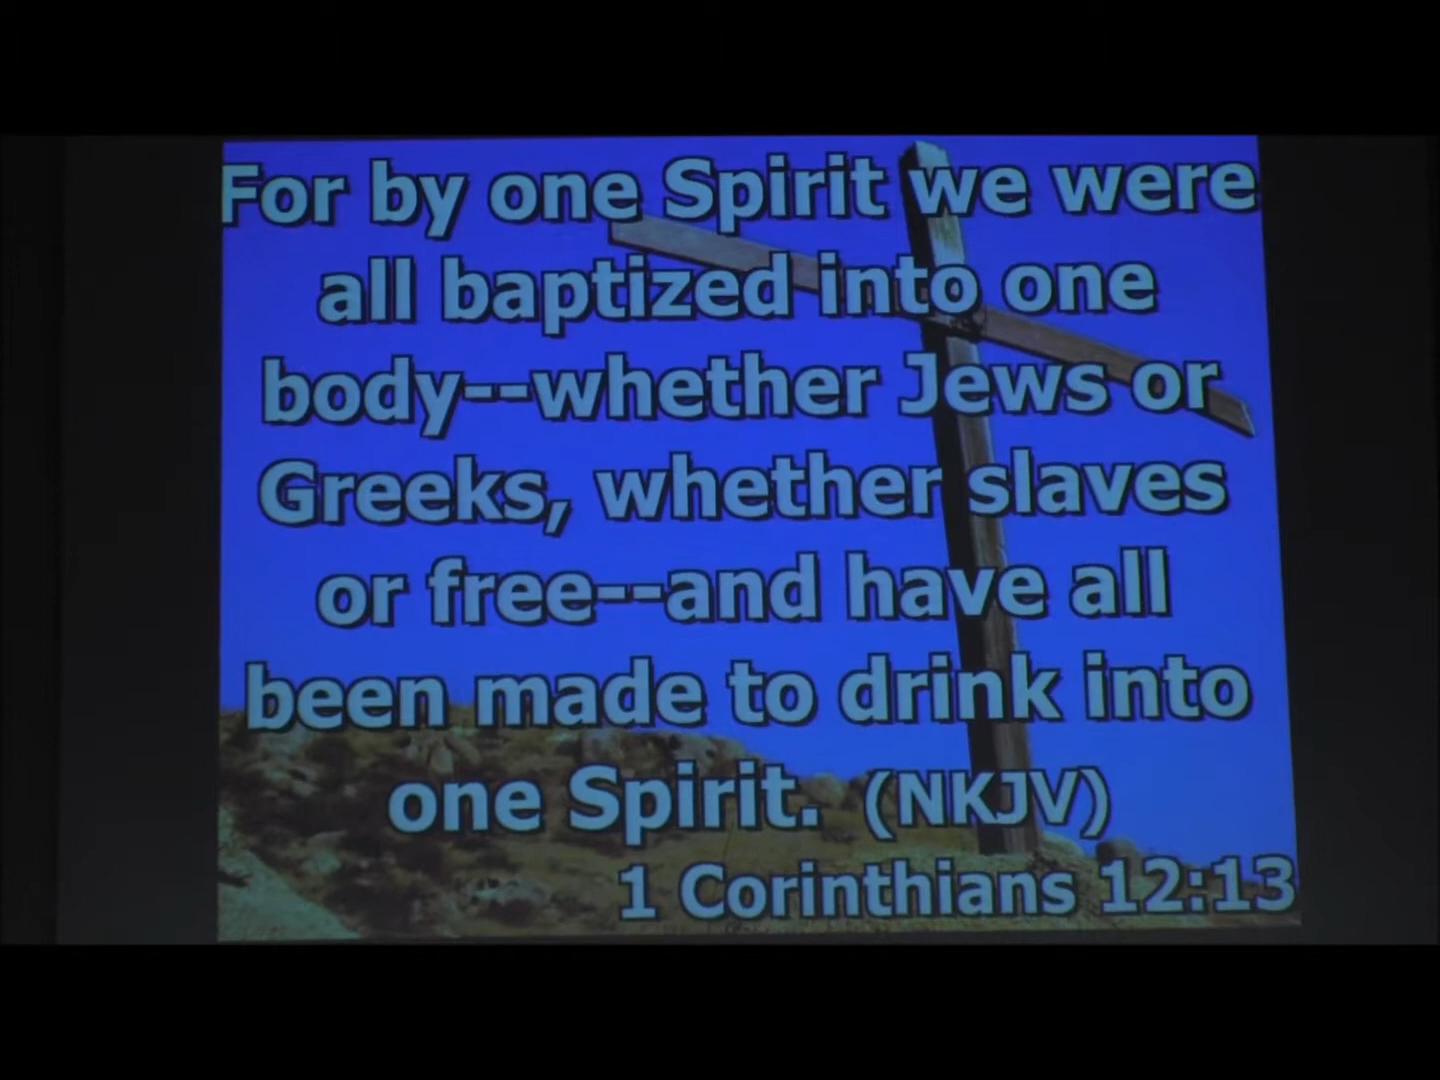 For by one Spirit we were
all baptized into one
body--whether Jews or
Greeks, whether slaves
or free--and have all
been made to drink into
one Spirit. (NKJV)
1 Corinthians 12:13